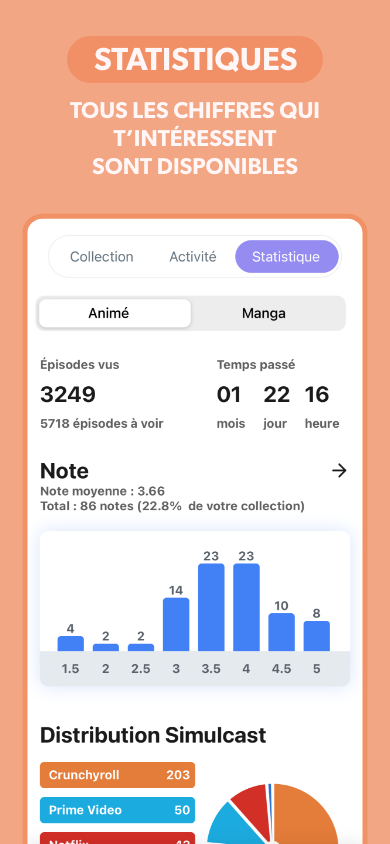 STATISTIQUES
TOUS LES CHIFFRES QUI
T’INTÉRESSENT
SONT DISPONIBLES
Collection Activité Statistique
Animé Manga
Épisodes vus Temps passé
3249 01 22 16
5718 épisodes à voir mois jour heure
Note →
Note moyenne : 3.66
Total : 86 notes (22.8% de votre collection)
4 2 2 14 23 23 10 8
1.5 2 2.5 3 3.5 4 4.5 5
Distribution Simulcast
Crunchyroll 203
Prime Video 50
Netflix 43